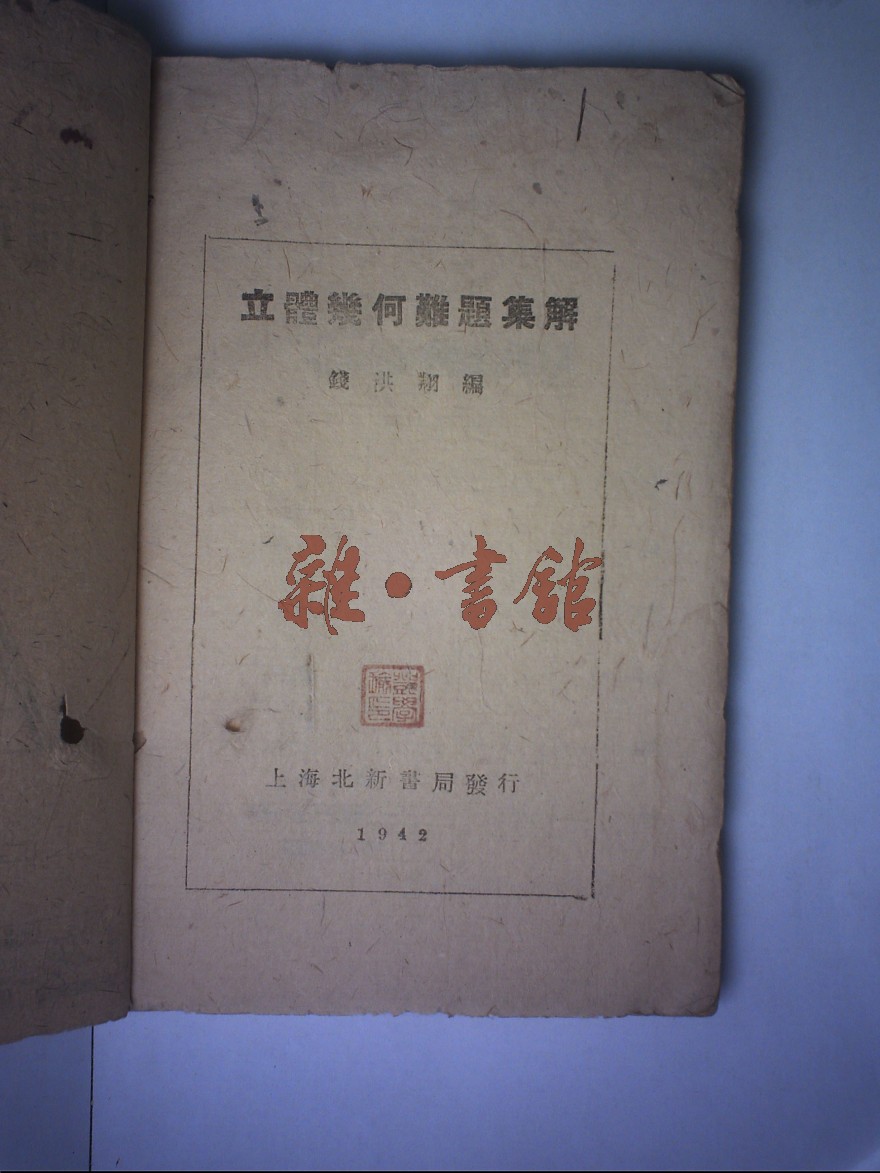 立體幾何難題集解
錢洪翔編
雜·書館
上海北新書局發行
1942